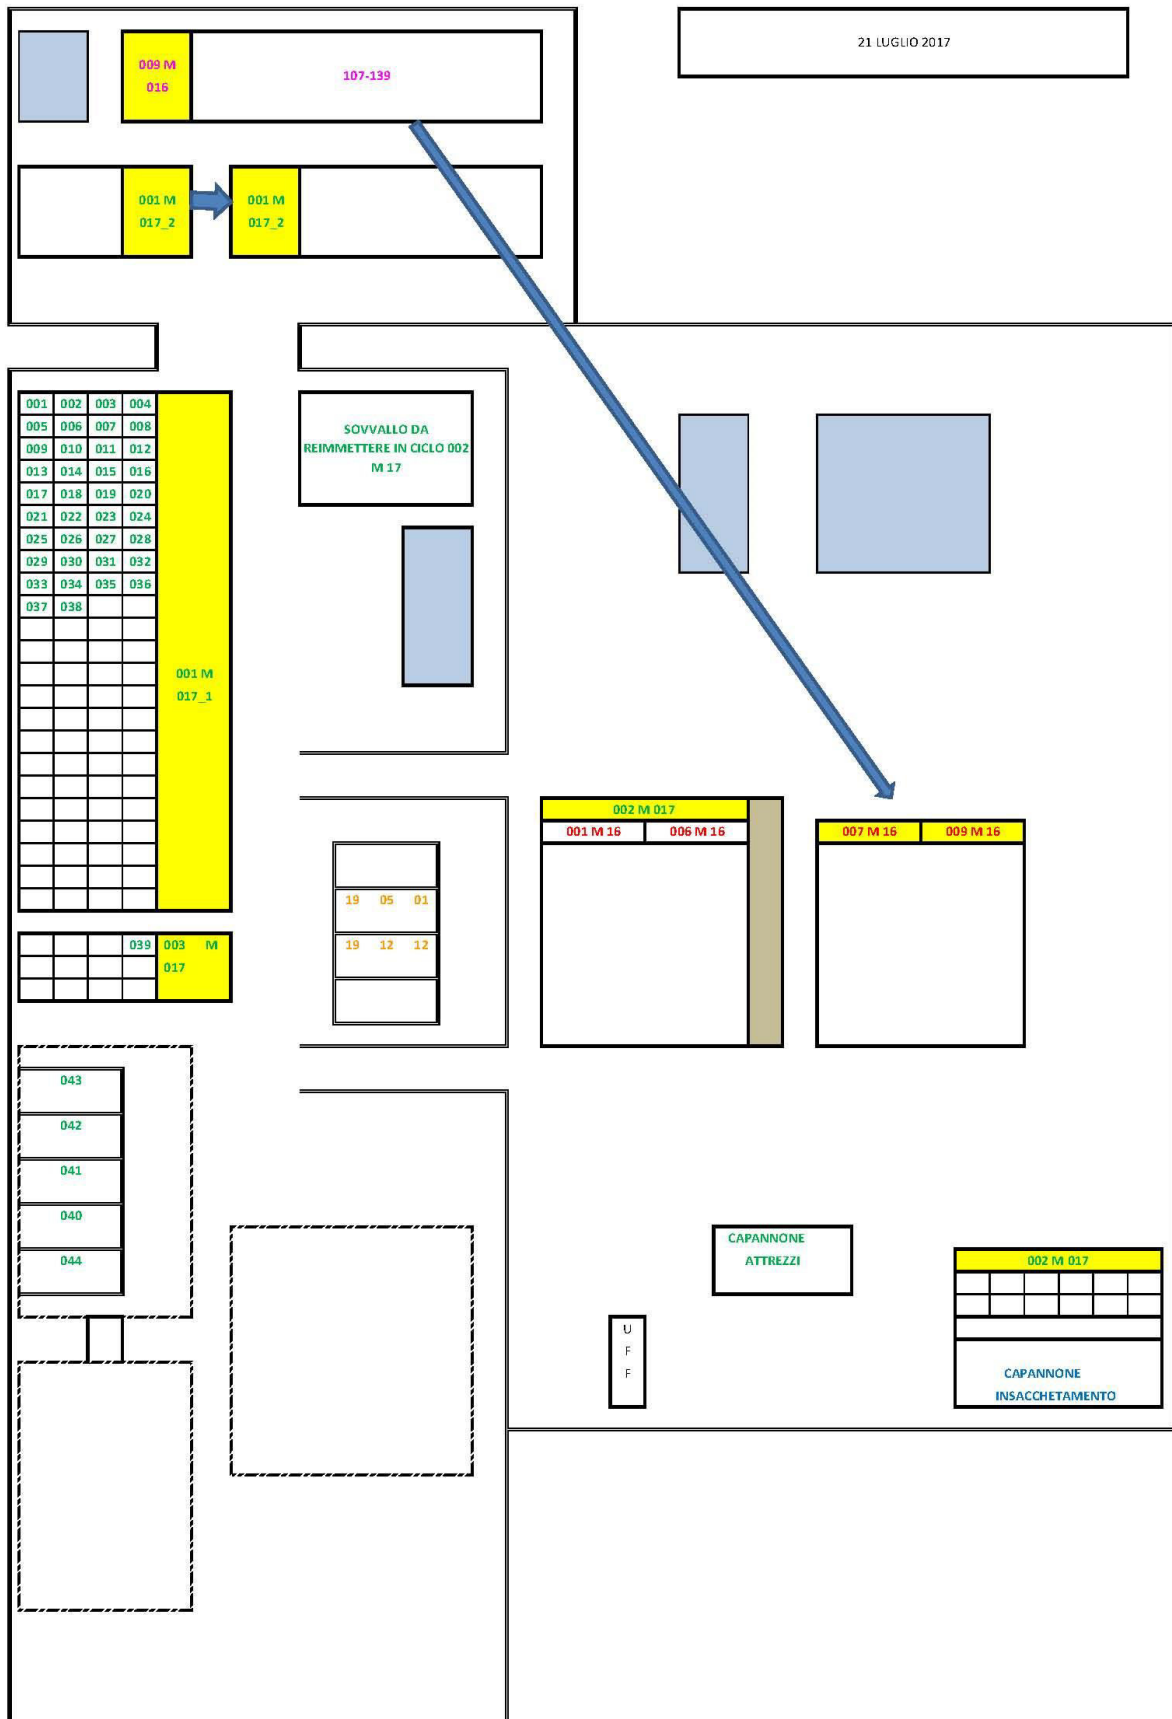 21 LUGLIO 2017
009 M
016
107-139
001 M
017_2
001 M
017_2
001 002 003 004
005 006 007 008
009 010 011 012
013 014 015 016
017 018 019 020
021 022 023 024
025 026 027 028
029 030 031 032
033 034 035 036
037 038
001 M
017_1
SOVVALLO DA
REIMMETTERE IN CICLO 002
M 17
002 M 017
001 M 16 006 M 16
007 M 16 009 M 16
19 05 01
19 12 12
039 003 M
017
043
042
041
040
044
CAPANNONE
ATTREZZI
U
F
F
002 M 017
CAPANNONE
INSACCHETAMENTO